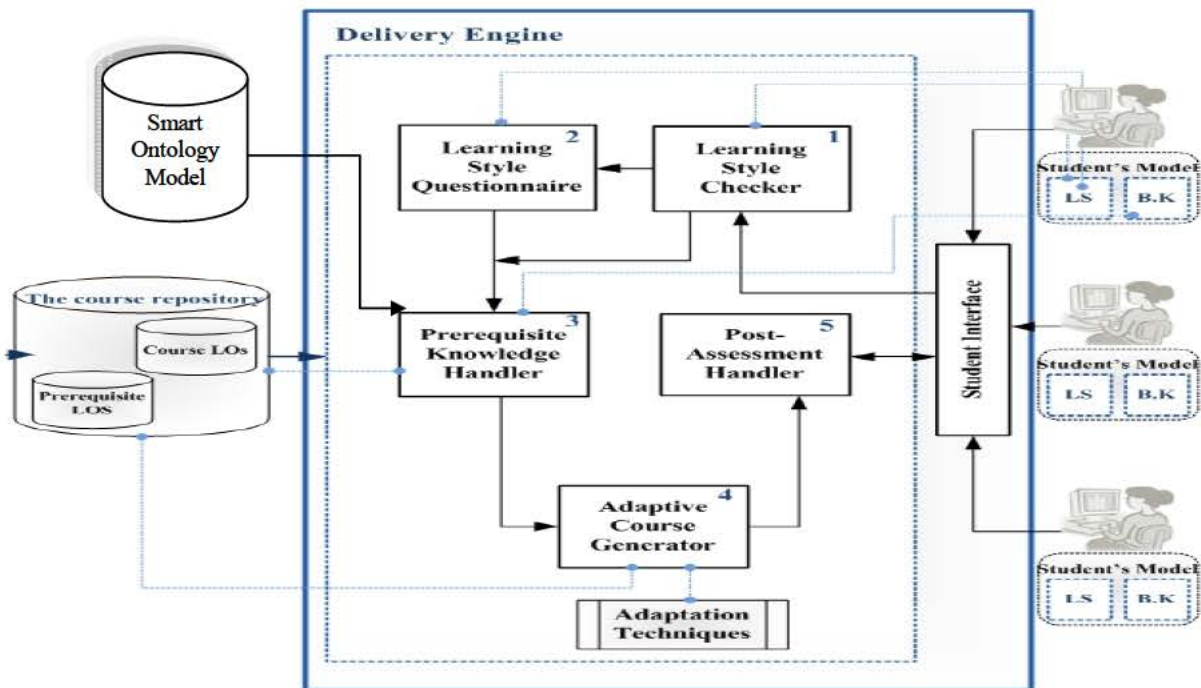 Delivery Engine
Smart
Ontology
Model
2
Learning
Style
Questionnaire
1
Learning
Style
Checker
Student's Model
LS
B.K
The course repository
Course LOs
Prerequisite
LOS
3
Prerequisite
Knowledge
Handler
5
Post-
Assessment
Handler
Student Interface
Student's Model
LS
B.K
4
Adaptive
Course
Generator
Adaptation
Techniques
Student's Model
LS
B.K